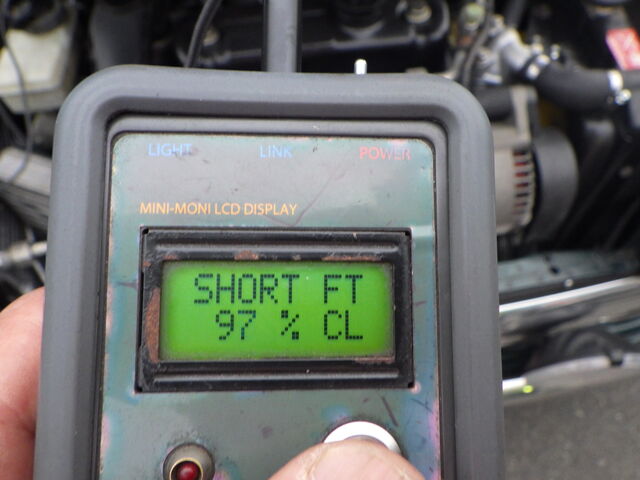 LIGHT LINK POWER
MINI-MONI LCD DISPLAY
SHORT FT
97 % CL